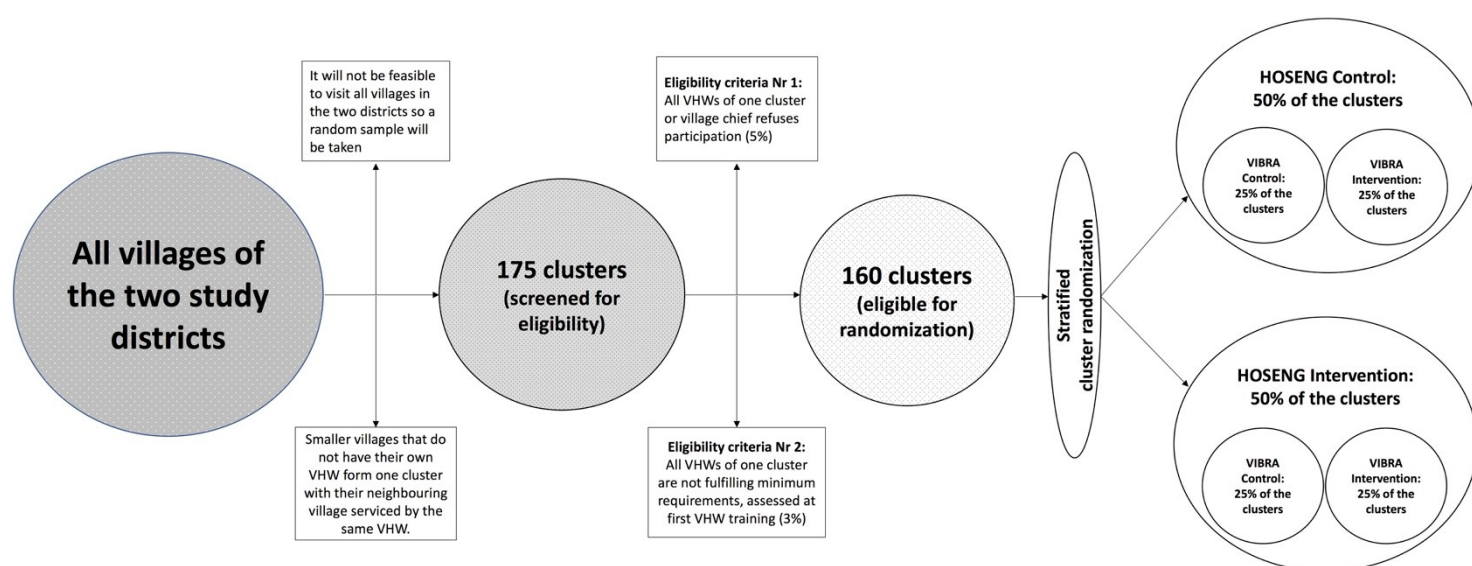 All villages of
the two study
districts
It will not be feasible
to visit all villages in
the two districts so a
random sample will
be taken
Smaller villages that do
not have their own
VHW form one cluster
with their neighbouring
village serviced by the
same VHW.
175 clusters
(screened for
eligibility)
Eligibility criteria Nr 1:
All VHWs of one cluster
or village chief refuses
participation (5%)
Eligibility criteria Nr 2:
All VHWs of one cluster
are not fulfilling minimum
requirements, assessed at
first VHW training (3%)
160 clusters
(eligible for
randomization)
Stratified
cluster randomization
HOSENG Control:
50% of the clusters
VIBRA
Control:
25% of the
clusters
VIBRA
Intervention:
25% of the
clusters
HOSENG Intervention:
50% of the clusters
VIBRA
Control:
25% of the
clusters
VIBRA
Intervention:
25% of the
clusters